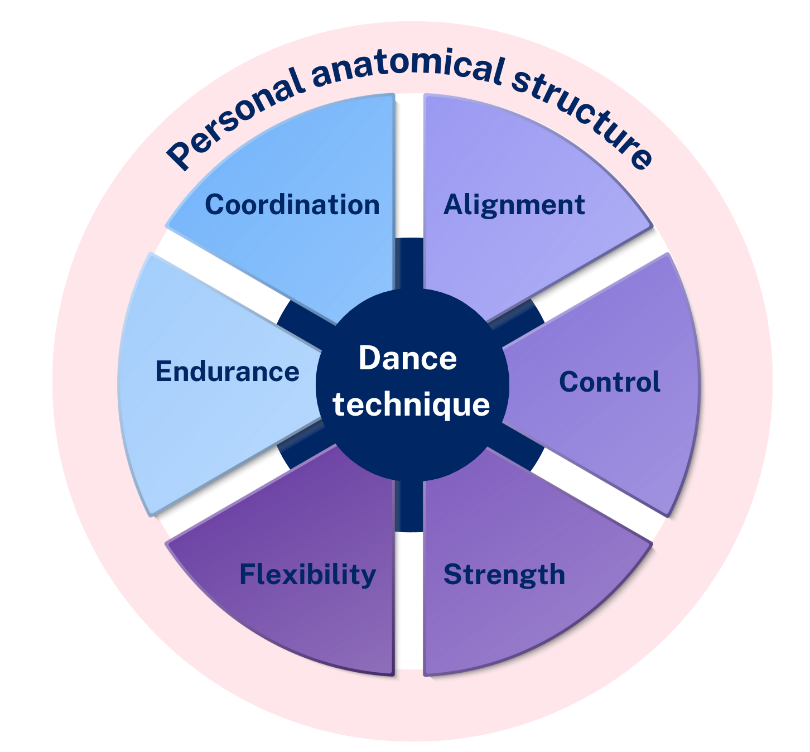 Personal anatomical structure
Coordination
Alignment
Endurance
Dance
technique
Control
Flexibility
Strength